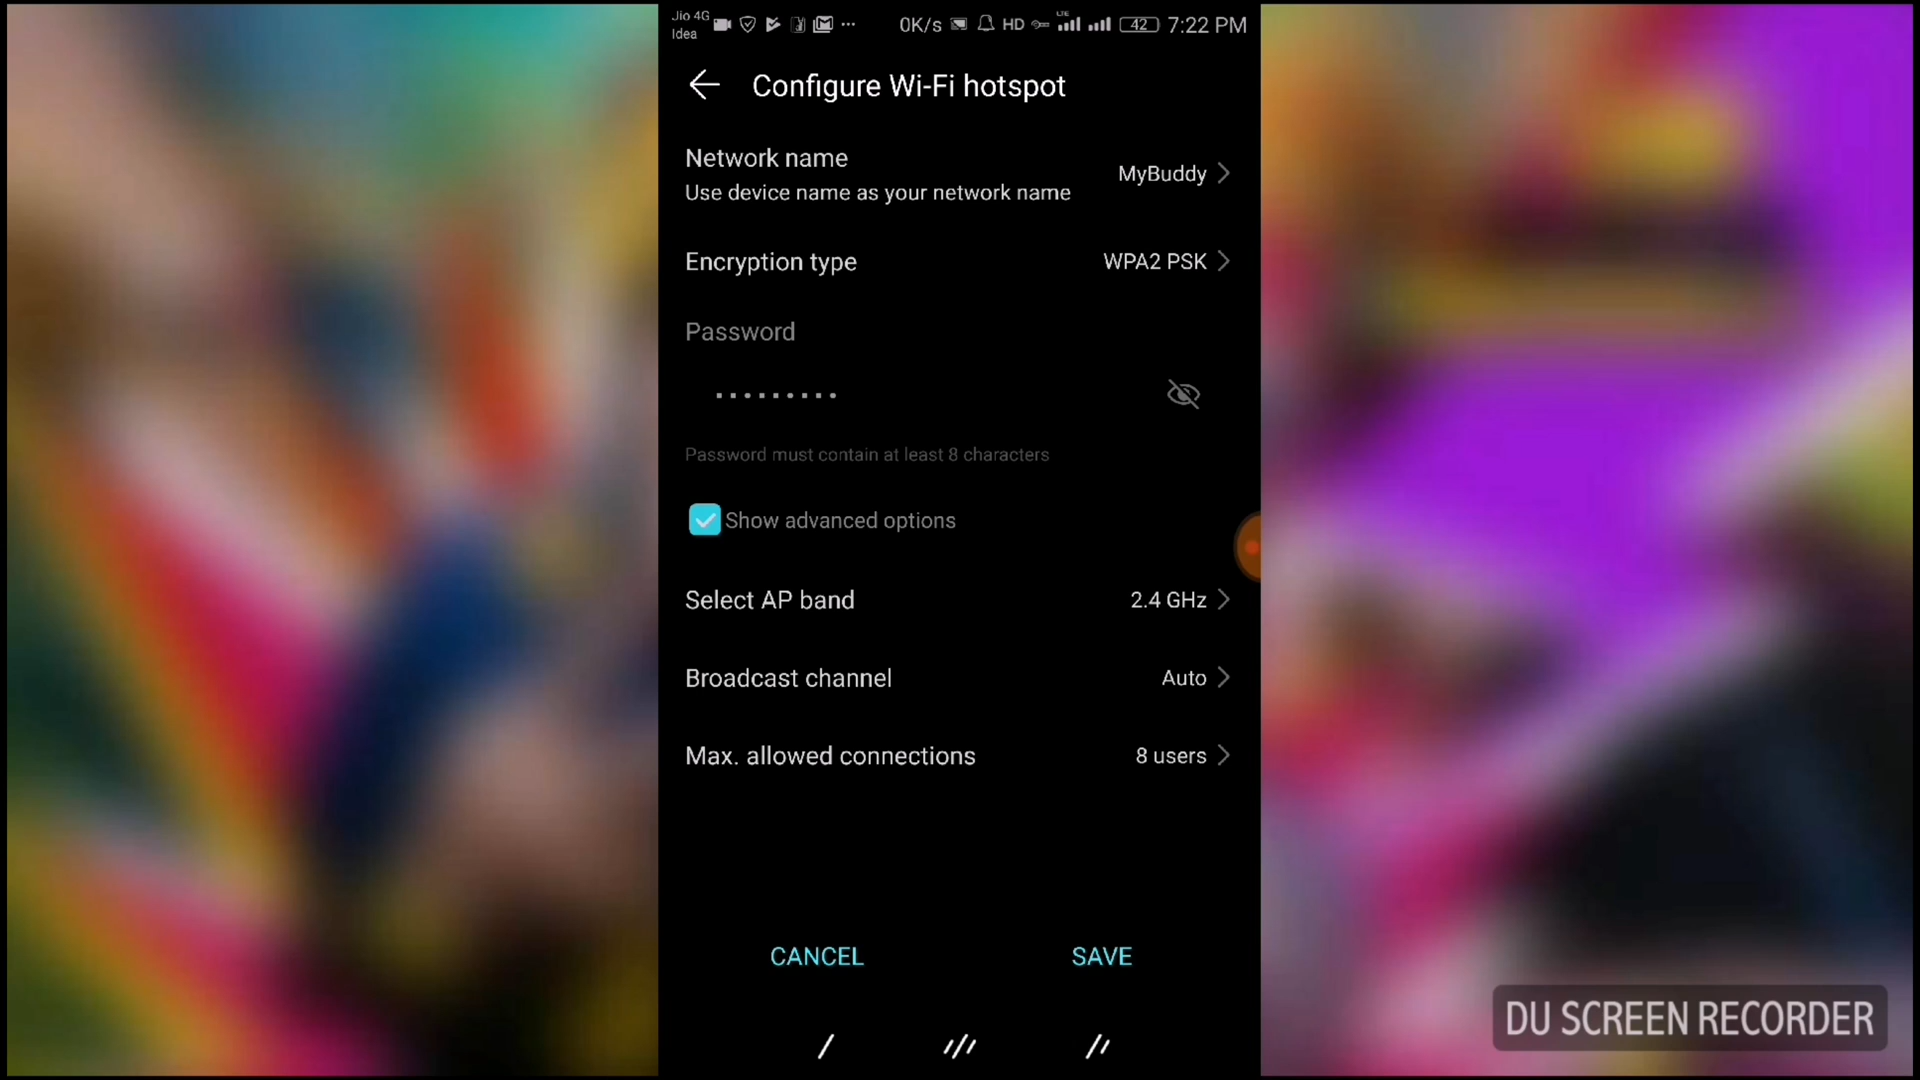 Jio 4G
Idea
0K/s HD LTE 42 7:22 PM
Configure Wi-Fi hotspot
Network name
Use device name as your network name
MyBuddy
Encryption type
WPA2 PSK
Password
•••••••••
Password must contain at least 8 characters
Show advanced options
Select AP band
2.4 GHz
Broadcast channel
Auto
Max. allowed connections
8 users
CANCEL
SAVE
DU SCREEN RECORDER